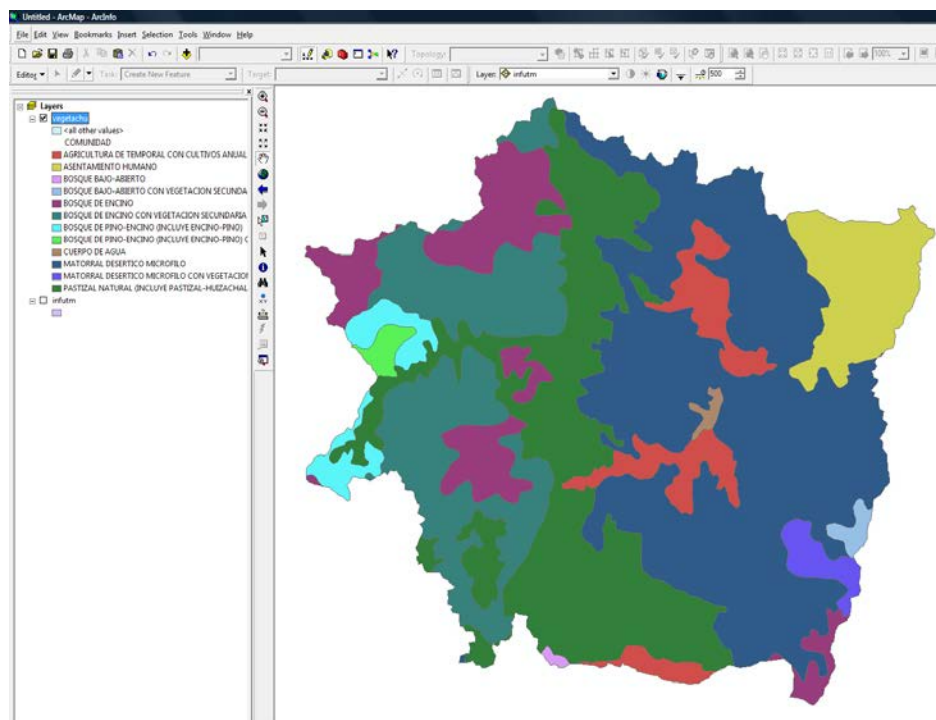 Untitled - ArcMap - ArcInfo
File Edit View Bookmarks Insert Selection Tools Window Help
Topology: 100%
Editor Task: Create New Feature Target: Layer: infutm 500
Layers
vegetachu
<all other values>
COMUNIDAD
AGRICULTURA DE TEMPORAL CON CULTIVOS ANUAL
ASENTAMIENTO HUMANO
BOSQUE BAJO-ABIERTO
BOSQUE BAJO-ABIERTO CON VEGETACION SECUNDA
BOSQUE DE ENCINO
BOSQUE DE ENCINO CON VEGETACION SECUNDARIA
BOSQUE DE PINO-ENCINO (INCLUYE ENCINO-PINO)
BOSQUE DE PINO-ENCINO (INCLUYE ENCINO-PINO) C
CUERPO DE AGUA
MATORRAL DESERTICO MICROFILO
MATORRAL DESERTICO MICROFILO CON VEGETACION
PASTIZAL NATURAL (INCLUYE PASTIZAL-HUIZACHAL
infutm